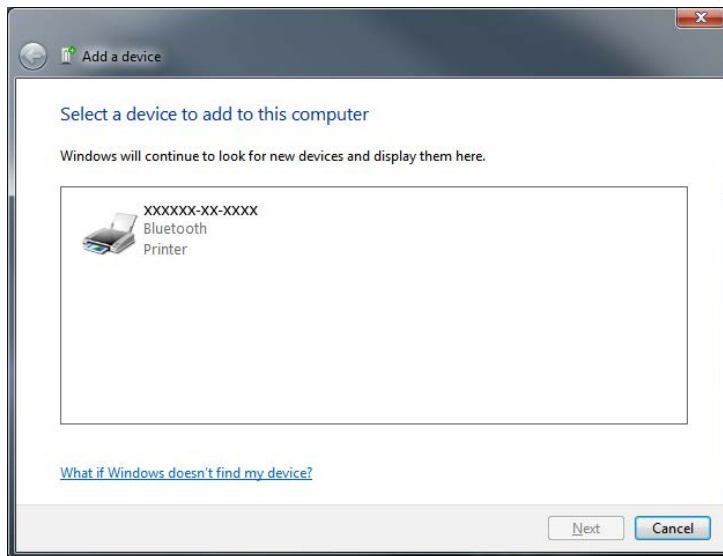 Add a device
Select a device to add to this computer
Windows will continue to look for new devices and display them here.
XXXXXX-XX-XXXX
Bluetooth
Printer
What if Windows doesn't find my device?
Next
Cancel